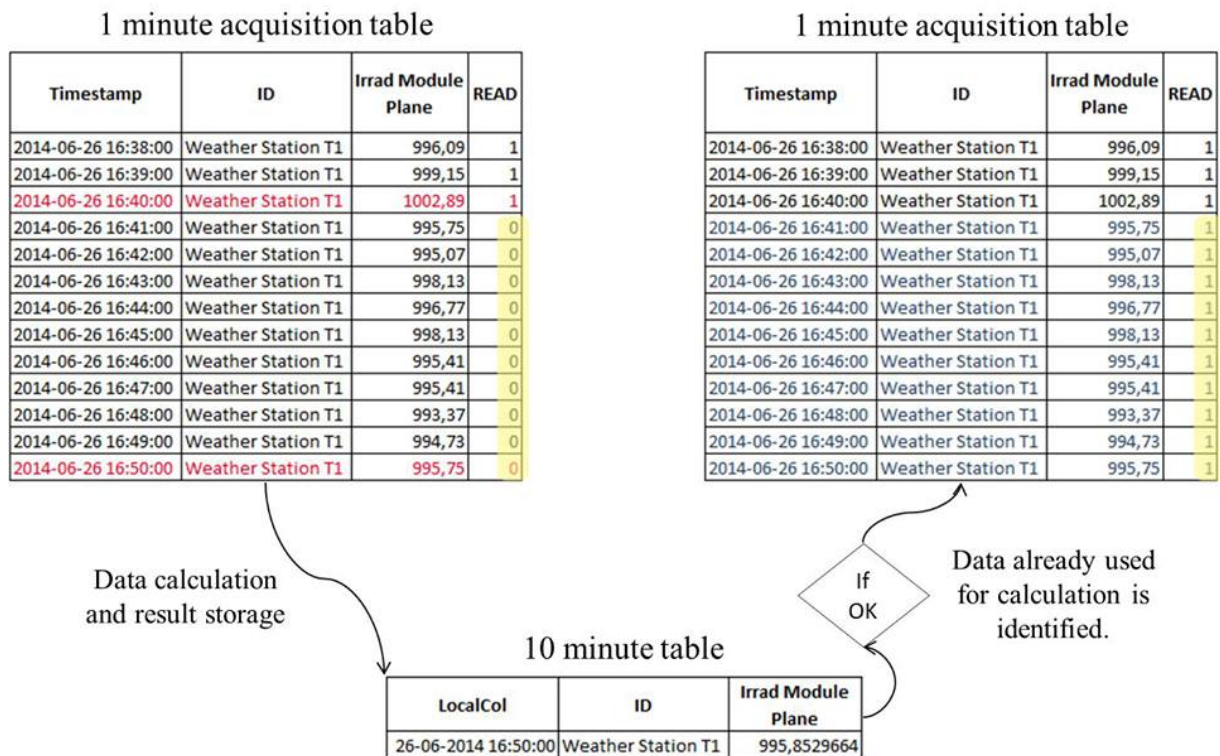 1 minute acquisition table
Timestamp ID Irrad Module Plane READ
2014-06-26 16:38:00 Weather Station T1 996,09 1
2014-06-26 16:39:00 Weather Station T1 999,15 1
2014-06-26 16:40:00 Weather Station T1 1002,89 1
2014-06-26 16:41:00 Weather Station T1 995,75 0
2014-06-26 16:42:00 Weather Station T1 995,07 0
2014-06-26 16:43:00 Weather Station T1 998,13 0
2014-06-26 16:44:00 Weather Station T1 996,77 0
2014-06-26 16:45:00 Weather Station T1 998,13 0
2014-06-26 16:46:00 Weather Station T1 995,41 0
2014-06-26 16:47:00 Weather Station T1 995,41 0
2014-06-26 16:48:00 Weather Station T1 993,37 0
2014-06-26 16:49:00 Weather Station T1 994,73 0
2014-06-26 16:50:00 Weather Station T1 995,75 0
1 minute acquisition table
Timestamp ID Irrad Module Plane READ
2014-06-26 16:38:00 Weather Station T1 996,09 1
2014-06-26 16:39:00 Weather Station T1 999,15 1
2014-06-26 16:40:00 Weather Station T1 1002,89 1
2014-06-26 16:41:00 Weather Station T1 995,75 1
2014-06-26 16:42:00 Weather Station T1 995,07 1
2014-06-26 16:43:00 Weather Station T1 998,13 1
2014-06-26 16:44:00 Weather Station T1 996,77 1
2014-06-26 16:45:00 Weather Station T1 998,13 1
2014-06-26 16:46:00 Weather Station T1 995,41 1
2014-06-26 16:47:00 Weather Station T1 995,41 1
2014-06-26 16:48:00 Weather Station T1 993,37 1
2014-06-26 16:49:00 Weather Station T1 994,73 1
2014-06-26 16:50:00 Weather Station T1 995,75 1
Data calculation
and result storage
If
OK
Data already used
for calculation is
identified.
10 minute table
LocalCol ID Irrad Module Plane
26-06-2014 16:50:00 Weather Station T1 995,8529664